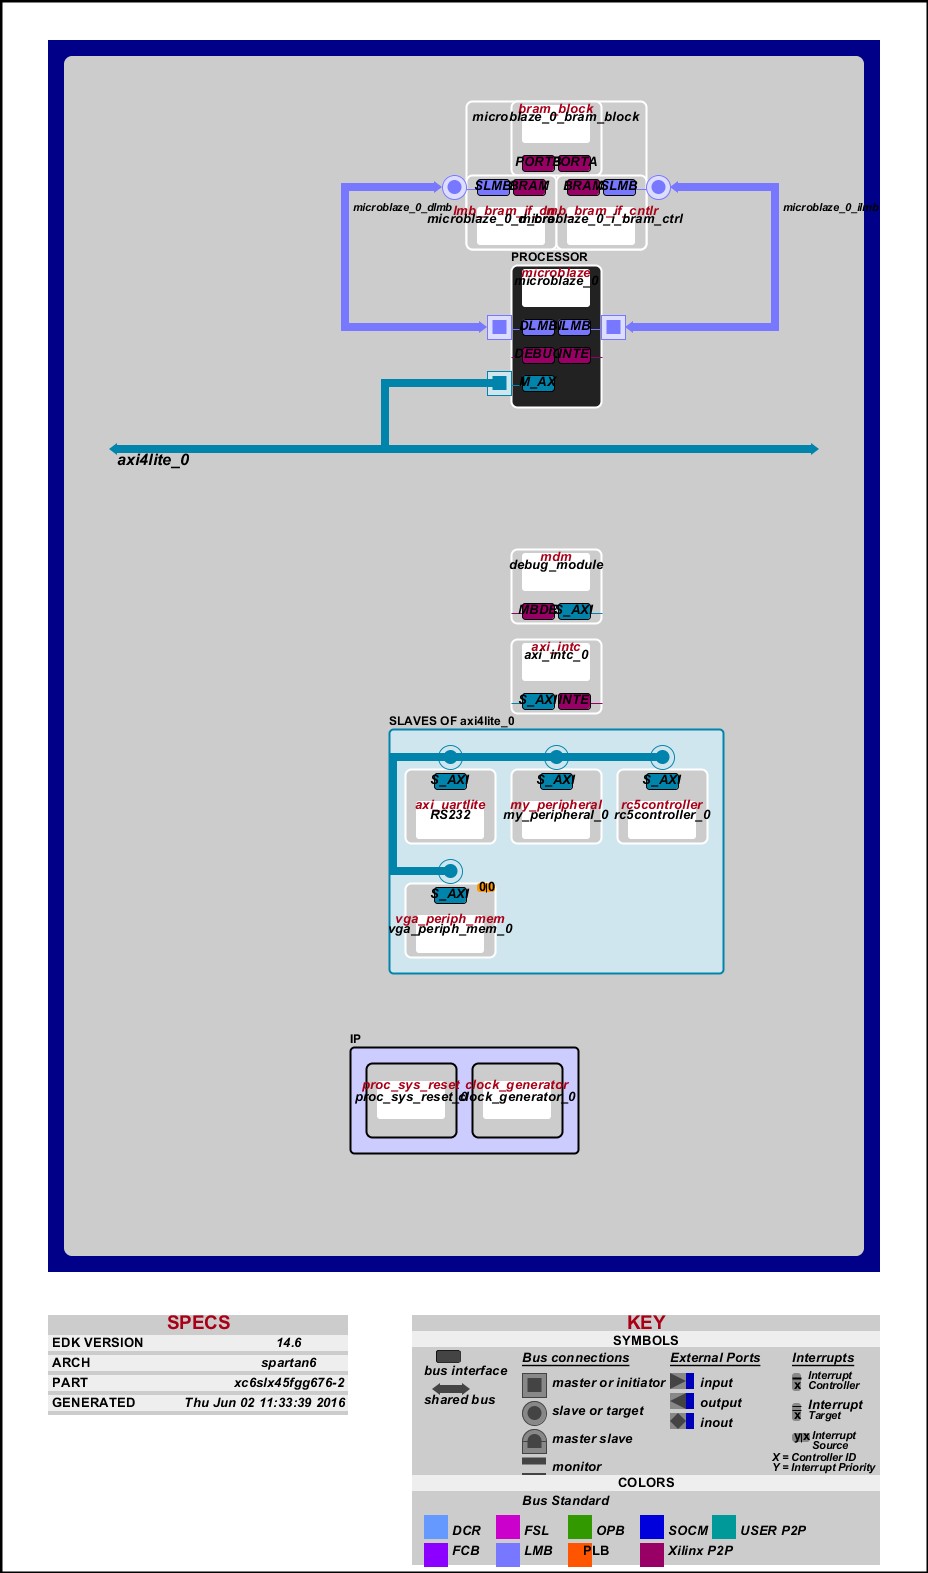 bram_block
microblaze_0_bram_block
PORTB PORTA
SLMB BRAM BRAM SLMB
microblaze_0_dlmb
microblaze_0_ilmb
lmb_bram_if_cntlr
microblaze_0_i_bram_ctrl
PROCESSOR
microblaze
microblaze_0
DLMB ILMB
DEBUG INTE
M_AX
axi4lite_0
mdm
debug_module
MBDE S_AXI
axi_intc
axi_intc_0
S_AXI INTE
SLAVES OF axi4lite_0
S_AXI S_AXI S_AXI
axi_uartlite my_peripheral rc5controller
RS232 my_peripheral_0 rc5controller_0
0|0
S_AXI
vga_periph_mem
vga_periph_mem_0
IP
proc_sys_reset clock_generator
proc_sys_reset_0 clock_generator_0
SPECS
EDK VERSION 14.6
ARCH spartan6
PART xc6slx45fgg676-2
GENERATED Thu Jun 02 11:33:39 2016
KEY
SYMBOLS
bus interface
shared bus
Bus connections
master or initiator
slave or target
master slave
monitor
External Ports
input
output
inout
Interrupts
x Interrupt
Controller
x Interrupt
Target
y|x Interrupt
Source
X = Controller ID
Y = Interrupt Priority
COLORS
Bus Standard
DCR FSL OPB SOCM USER P2P
FCB LMB PLB Xilinx P2P